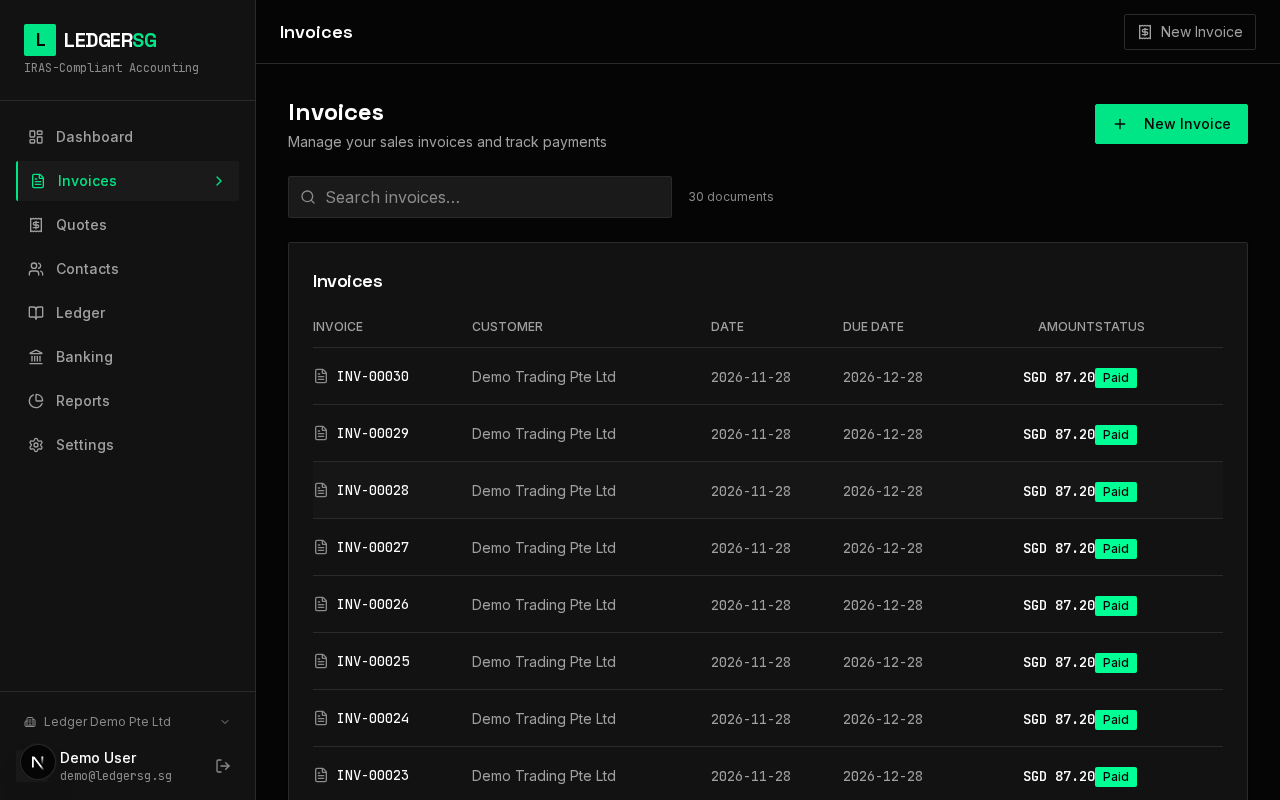 L LEDGERSG
IRAS-Compliant Accounting
Dashboard
Invoices
Quotes
Contacts
Ledger
Banking
Reports
Settings
Ledger Demo Pte Ltd
N Demo User
demo@ledgersg.sg
Invoices
New Invoice
Invoices
Manage your sales invoices and track payments
New Invoice
Search invoices...
30 documents
Invoices
INVOICE CUSTOMER DATE DUE DATE AMOUNT STATUS
INV-00030 Demo Trading Pte Ltd 2026-11-28 2026-12-28 SGD 87.20 Paid
INV-00029 Demo Trading Pte Ltd 2026-11-28 2026-12-28 SGD 87.20 Paid
INV-00028 Demo Trading Pte Ltd 2026-11-28 2026-12-28 SGD 87.20 Paid
INV-00027 Demo Trading Pte Ltd 2026-11-28 2026-12-28 SGD 87.20 Paid
INV-00026 Demo Trading Pte Ltd 2026-11-28 2026-12-28 SGD 87.20 Paid
INV-00025 Demo Trading Pte Ltd 2026-11-28 2026-12-28 SGD 87.20 Paid
INV-00024 Demo Trading Pte Ltd 2026-11-28 2026-12-28 SGD 87.20 Paid
INV-00023 Demo Trading Pte Ltd 2026-11-28 2026-12-28 SGD 87.20 Paid